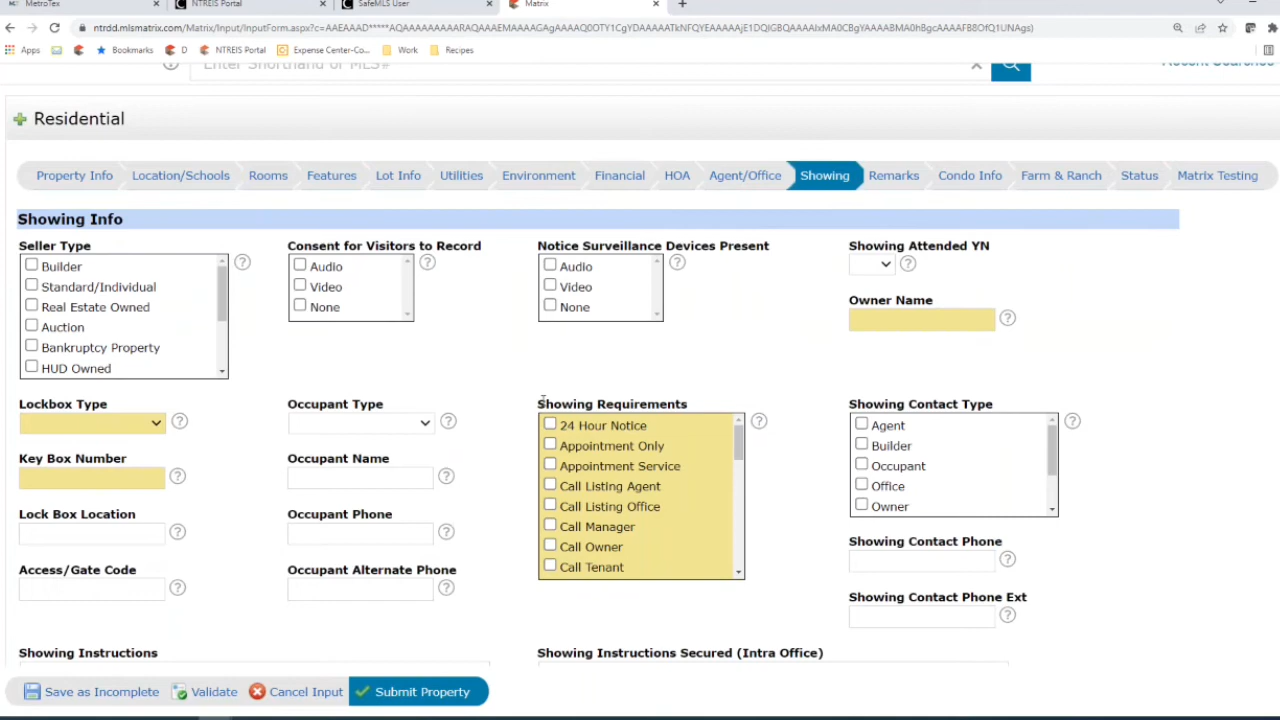 MetroTex
NTREIS Portal
SafeMLS User
Matrix
ntrdd.mlsmatrix.com/Matrix/Input/InputForm.aspx?
Apps
Bookmarks
D
NTREIS Portal
Expense Center-Co...
Work
Recipes
Enter Shorthand or MLS#
Recent Searches
Residential
Property Info
Location/Schools
Rooms
Features
Lot Info
Utilities
Environment
Financial
HOA
Agent/Office
Showing
Remarks
Condo Info
Farm & Ranch
Status
Matrix Testing
Showing Info
Seller Type
Builder
Standard/Individual
Real Estate Owned
Auction
Bankruptcy Property
HUD Owned
Consent for Visitors to Record
Audio
Video
None
Notice Surveillance Devices Present
Audio
Video
None
Showing Attended YN
Owner Name
Lockbox Type
Key Box Number
Lock Box Location
Access/Gate Code
Occupant Type
Occupant Name
Occupant Phone
Occupant Alternate Phone
Showing Requirements
24 Hour Notice
Appointment Only
Appointment Service
Call Listing Agent
Call Listing Office
Call Manager
Call Owner
Call Tenant
Showing Contact Type
Agent
Builder
Occupant
Office
Owner
Showing Contact Phone
Showing Contact Phone Ext
Showing Instructions
Showing Instructions Secured (Intra Office)
Save as Incomplete
Validate
Cancel Input
Submit Property